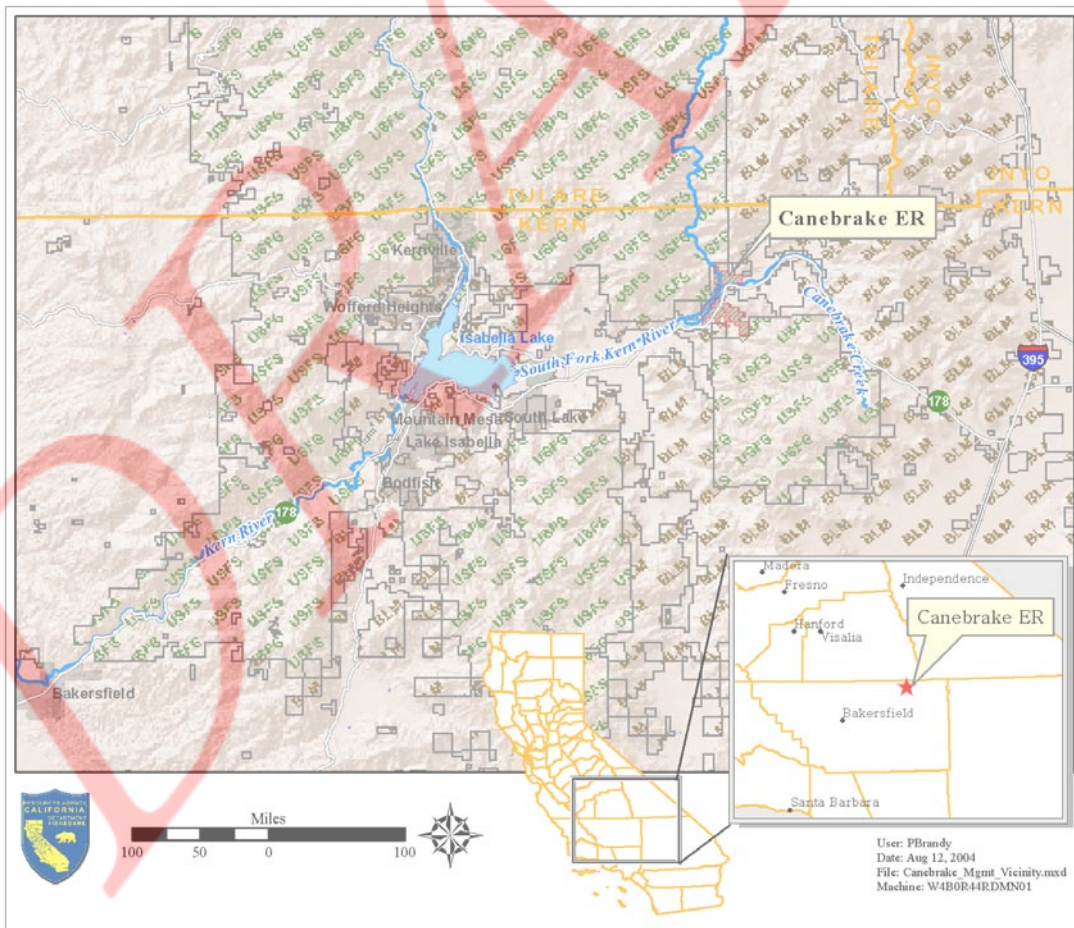 USFS
BLM
TULARE
INYO
INYO
KERN
TULARE
KERN
Canebrake ER
Kernville
Wofford Heights
Isabella Lake
South Fork Kern River
Canebrake Creek
395
178
Mountain Mesa
South Lake
Lake Isabella
Bodfish
178
Kern River
Bakersfield
Madera
Fresno
Independence
Canebrake ER
Hanford
Visalia
Bakersfield
Santa Barbara
CALIFORNIA
Miles
100 50 0 100
User: PBrandy
Date: Aug 12, 2004
File: Canebrake_Mgmt_Vicinity.mxd
Machine: W4B0R44RDMN01